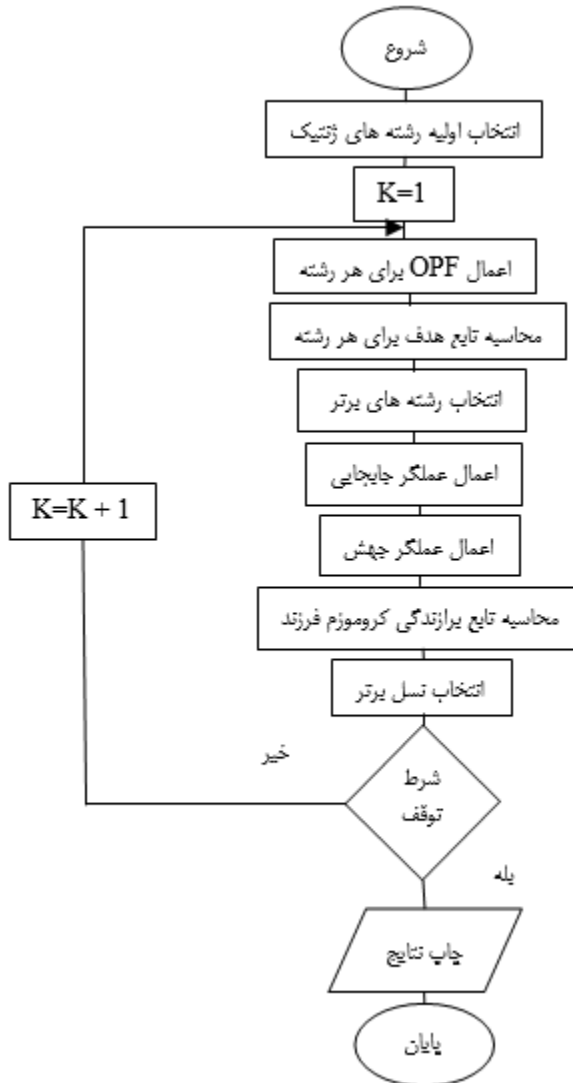 شروع
انتخاب اولیه رشته های ژنتیک
K=1
اعمال OPF برای هر رشته
محاسبه تابع هدف برای هر رشته
انتخاب رشته های برتر
اعمال عملگر جابجایی
K=K + 1
اعمال عملگر جهش
محاسبه تابع برازندگی کروموزم فرزند
انتخاب نسل برتر
خیر
شرط
توقف
بله
چاپ نتایج
پایان